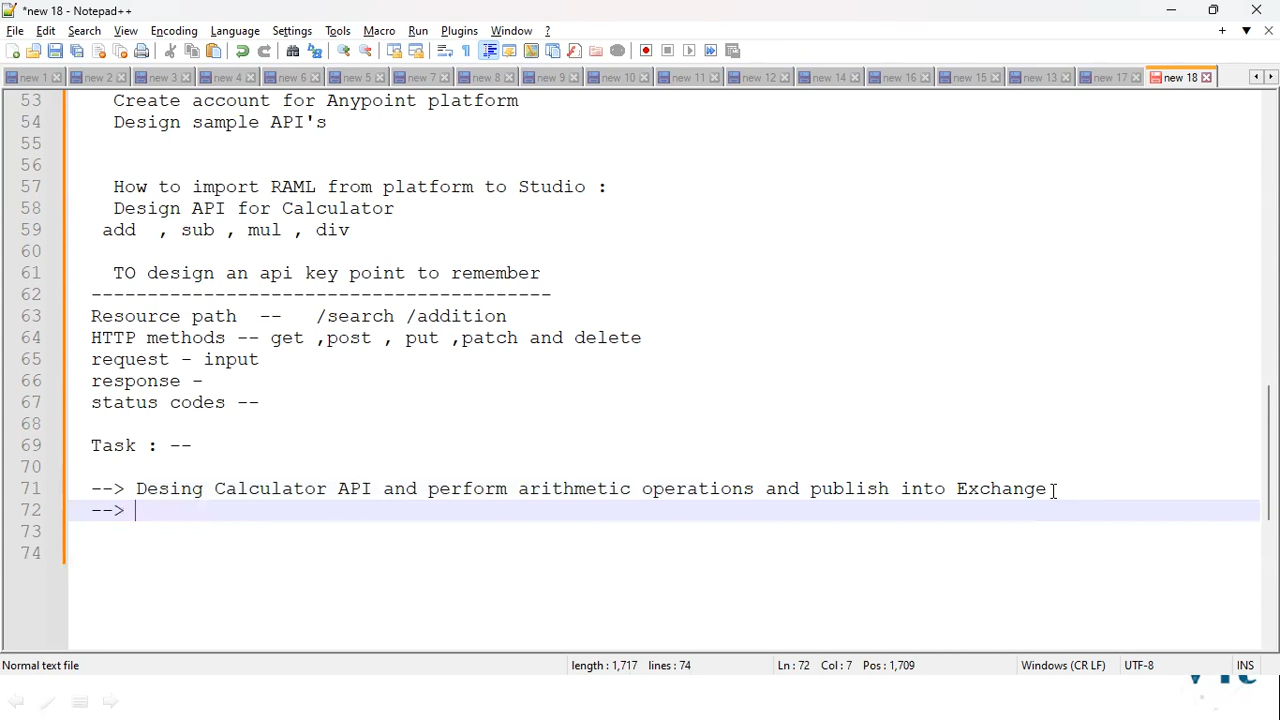 *new 18 - Notepad++
File Edit Search View Encoding Language Settings Tools Macro Run Plugins Window ?
new 1 new 2 new 3 new 4 new 6 new 5 new 7 new 8 new 9 new 10 new 11 new 12 new 14 new 16 new 15 new 13 new 17 new 18
53 Create account for Anypoint platform
54 Design sample API's
55
56
57 How to import RAML from platform to Studio :
58 Design API for Calculator
59 add , sub , mul , div
60
61 TO design an api key point to remember
62 -----------------------------------------
63 Resource path -- /search /addition
64 HTTP methods -- get ,post , put ,patch and delete
65 request - input
66 response -
67 status codes --
68
69 Task : --
70
71 --> Desing Calculator API and perform arithmetic operations and publish into Exchange
72 -->
73
74
Normal text file length : 1,717 lines : 74 Ln : 72 Col : 7 Pos : 1,709 Windows (CR LF) UTF-8 INS